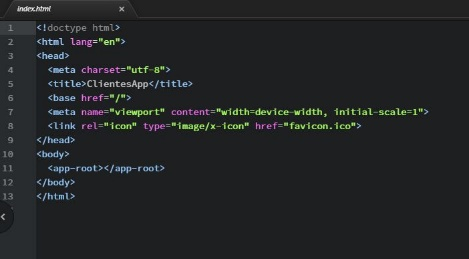 index.html ×
1 <!doctype html>
2 <html lang="en">
3 <head>
4   <meta charset="utf-8">
5   <title>ClientesApp</title>
6   <base href="/">
7   <meta name="viewport" content="width=device-width, initial-scale=1">
8   <link rel="icon" type="image/x-icon" href="favicon.ico">
9 </head>
10 <body>
11   <app-root></app-root>
12 </body>
13 </html>